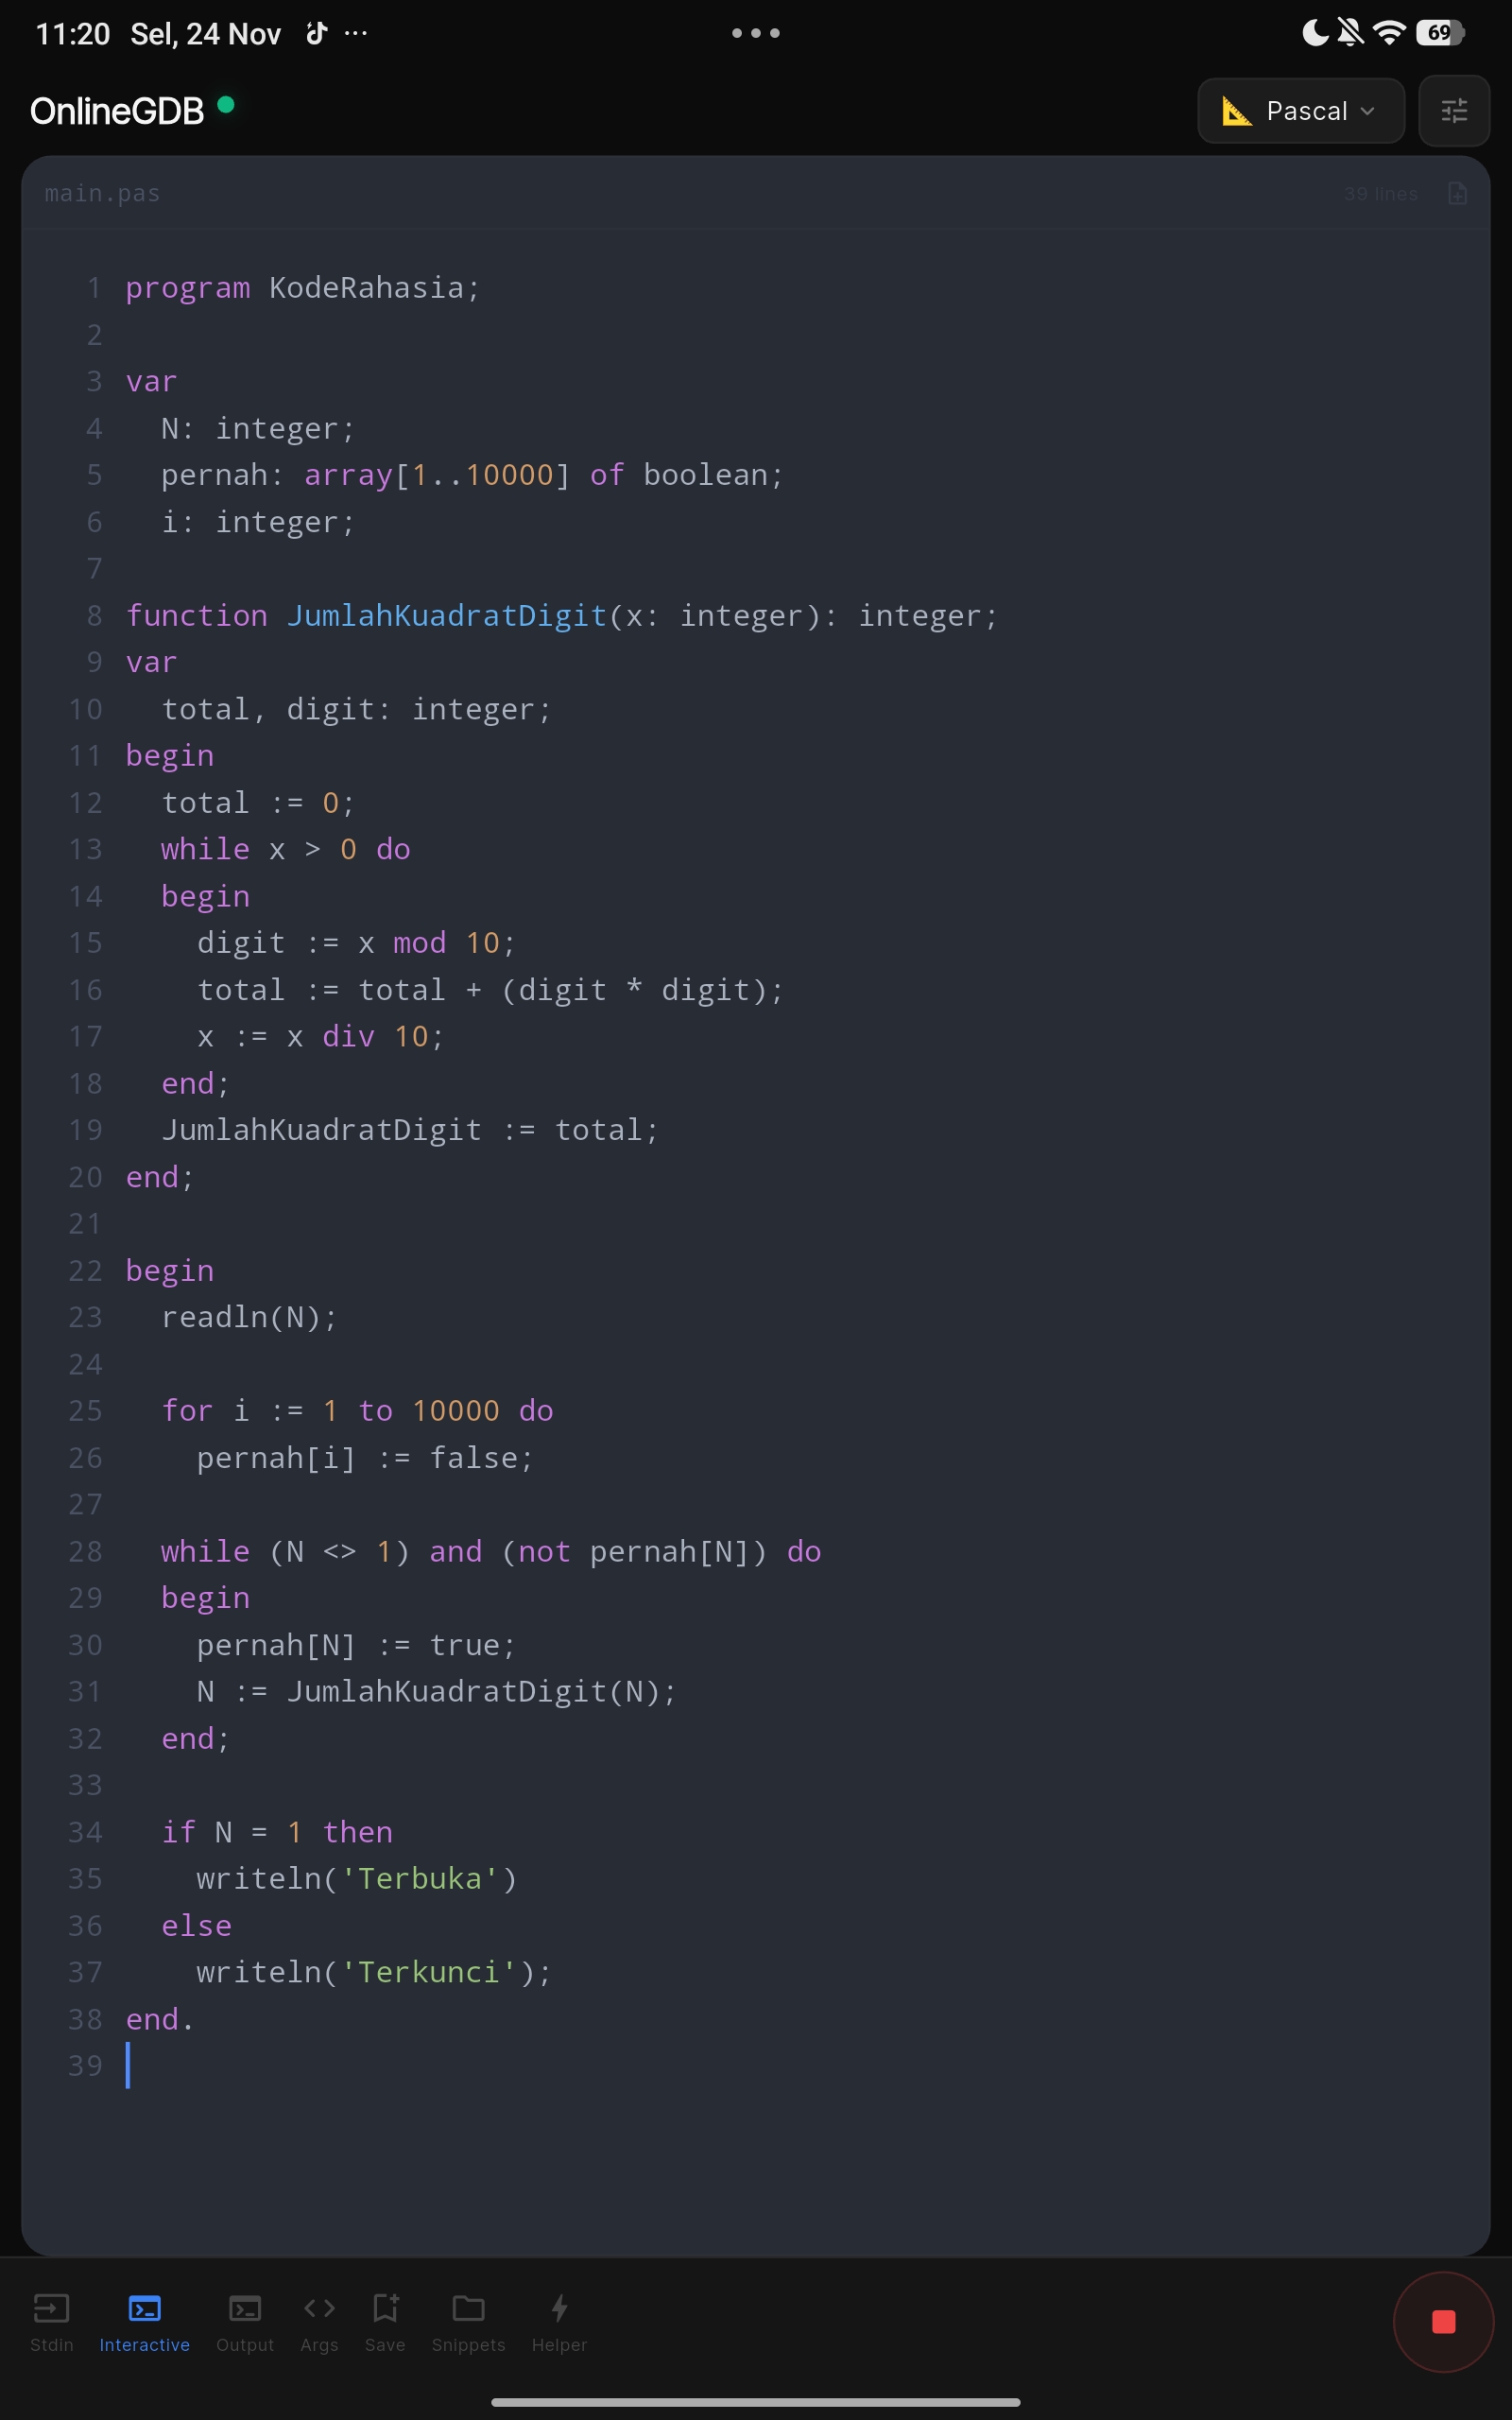 11:20 Sel, 24 Nov
69
OnlineGDB
Pascal
main.pas
39 lines
1 program KodeRahasia;
2
3 var
4   N: integer;
5   pernah: array[1..10000] of boolean;
6   i: integer;
7
8 function JumlahKuadratDigit(x: integer): integer;
9 var
10   total, digit: integer;
11 begin
12   total := 0;
13   while x > 0 do
14   begin
15     digit := x mod 10;
16     total := total + (digit * digit);
17     x := x div 10;
18   end;
19   JumlahKuadratDigit := total;
20 end;
21
22 begin
23   readln(N);
24
25   for i := 1 to 10000 do
26     pernah[i] := false;
27
28   while (N <> 1) and (not pernah[N]) do
29   begin
30     pernah[N] := true;
31     N := JumlahKuadratDigit(N);
32   end;
33
34   if N = 1 then
35     writeln('Terbuka')
36   else
37     writeln('Terkunci');
38 end.
39
Stdin Interactive Output Args Save Snippets Helper